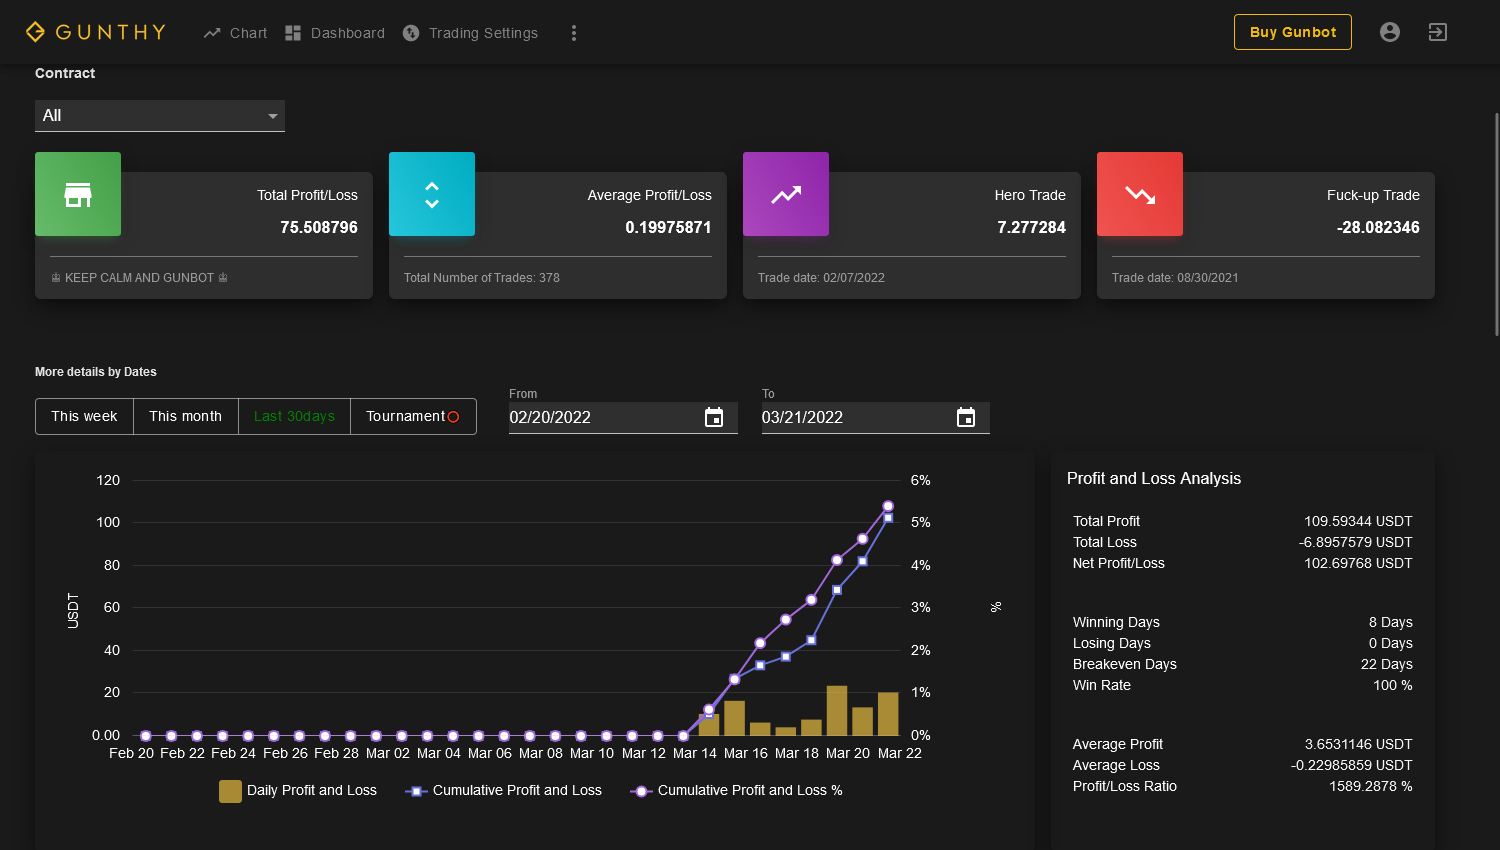 GUNTHY
Chart
Dashboard
Trading Settings
Buy Gunbot
Contract
All
Total Profit/Loss
75.508796
♕ KEEP CALM AND GUNBOT ♕
Average Profit/Loss
0.19975871
Total Number of Trades: 378
Hero Trade
7.277284
Trade date: 02/07/2022
Fuck-up Trade
-28.082346
Trade date: 08/30/2021
More details by Dates
This week
This month
Last 30days
Tournament
From
02/20/2022
To
03/21/2022
120
100
80
60
40
20
0.00
USDT
6%
5%
4%
3%
2%
1%
0%
%
Feb 20 Feb 22 Feb 24 Feb 26 Feb 28 Mar 02 Mar 04 Mar 06 Mar 08 Mar 10 Mar 12 Mar 14 Mar 16 Mar 18 Mar 20 Mar 22
Daily Profit and Loss
Cumulative Profit and Loss
Cumulative Profit and Loss %
Profit and Loss Analysis
Total Profit 109.59344 USDT
Total Loss -6.8957579 USDT
Net Profit/Loss 102.69768 USDT
Winning Days 8 Days
Losing Days 0 Days
Breakeven Days 22 Days
Win Rate 100 %
Average Profit 3.6531146 USDT
Average Loss -0.22985859 USDT
Profit/Loss Ratio 1589.2878 %